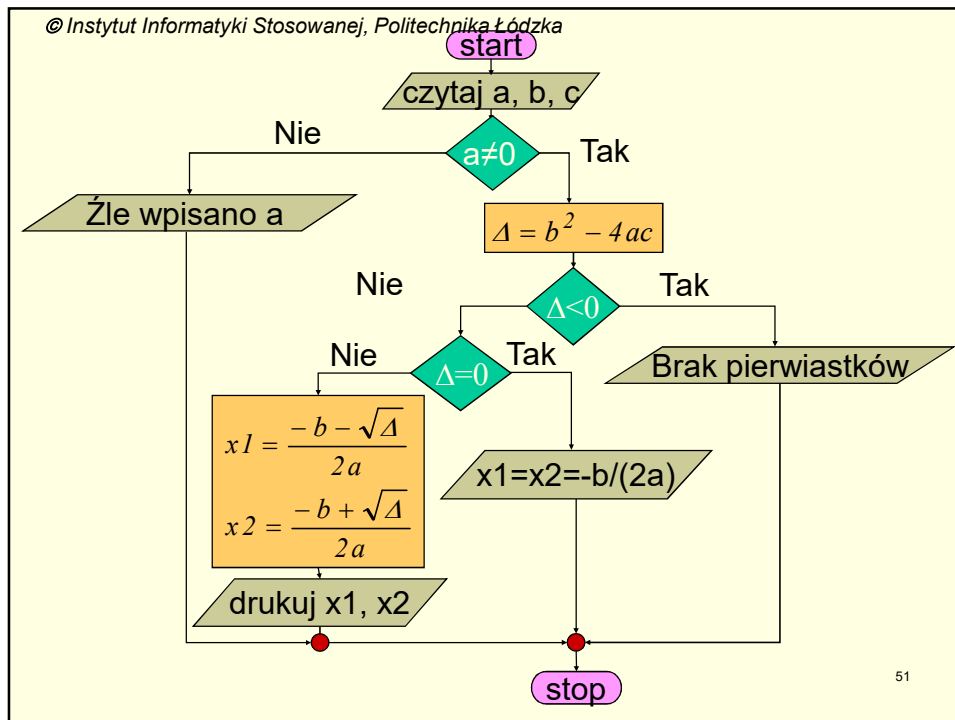 © Instytut Informatyki Stosowanej, Politechnika Łódzka
start
czytaj a, b, c
Nie
a≠0
Tak
Źle wpisano a
Δ = b² − 4ac
Nie
Δ<0
Tak
Nie
Δ=0
Tak
Brak pierwiastków
x1 = (−b − √Δ) / 2a
x2 = (−b + √Δ) / 2a
x1=x2=-b/(2a)
drukuj x1, x2
stop
51